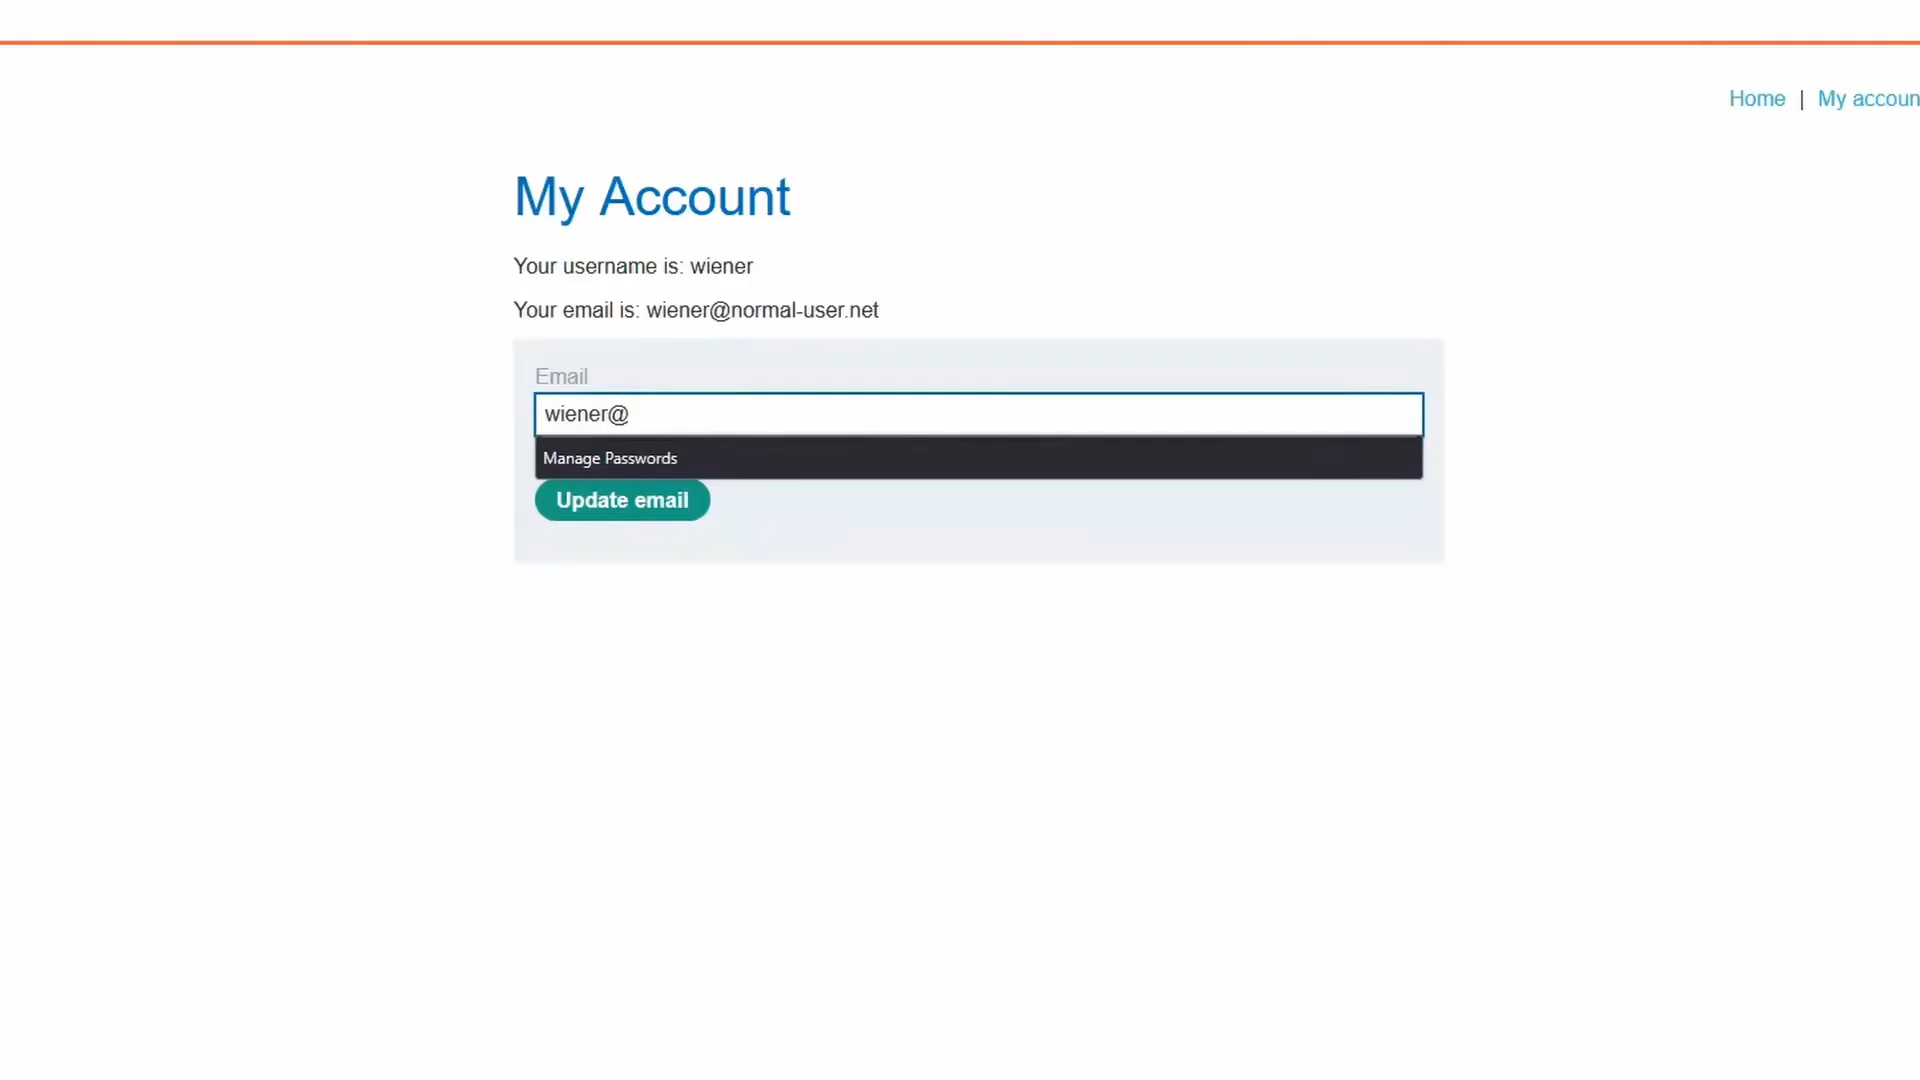 Home | My accoun
My Account
Your username is: wiener
Your email is: wiener@normal-user.net
Email
wiener@
Manage Passwords
Update email